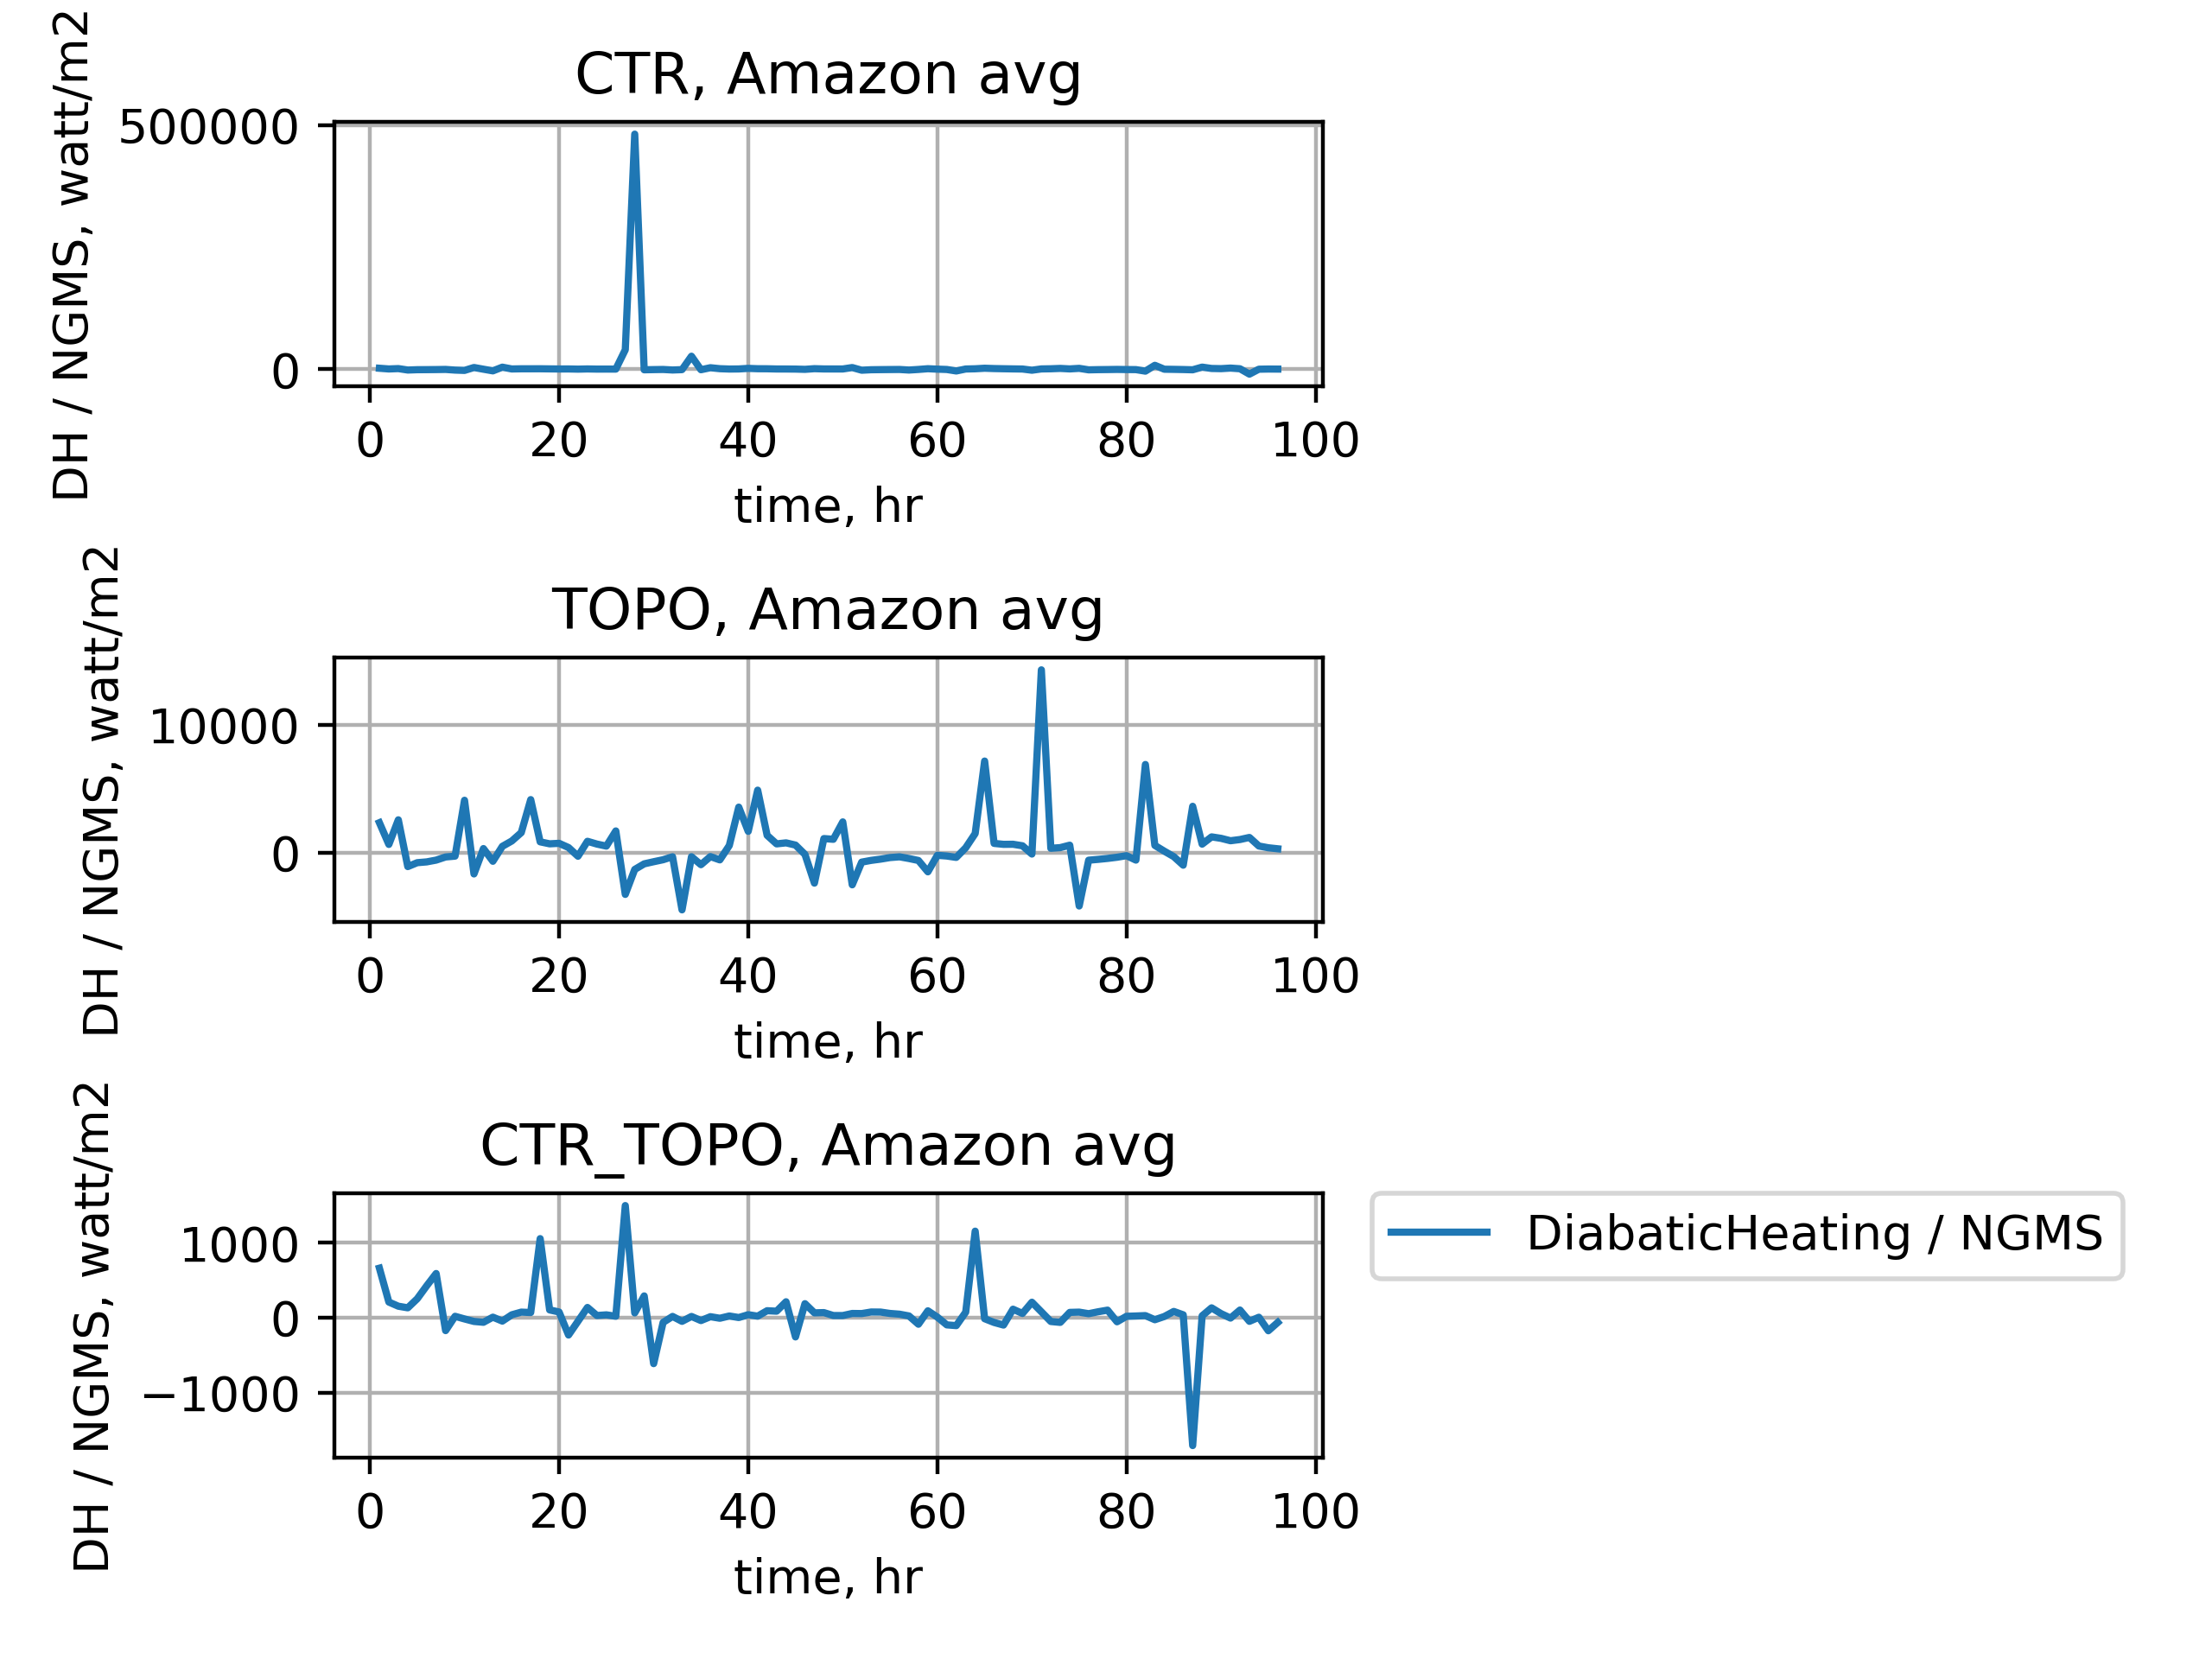 CTR, Amazon avg
DH / NGMS, watt/m2
500000
0
0 20 40 60 80 100
time, hr
TOPO, Amazon avg
DH / NGMS, watt/m2
10000
0
0 20 40 60 80 100
time, hr
CTR_TOPO, Amazon avg
DH / NGMS, watt/m2
1000
0
−1000
0 20 40 60 80 100
time, hr
DiabaticHeating / NGMS